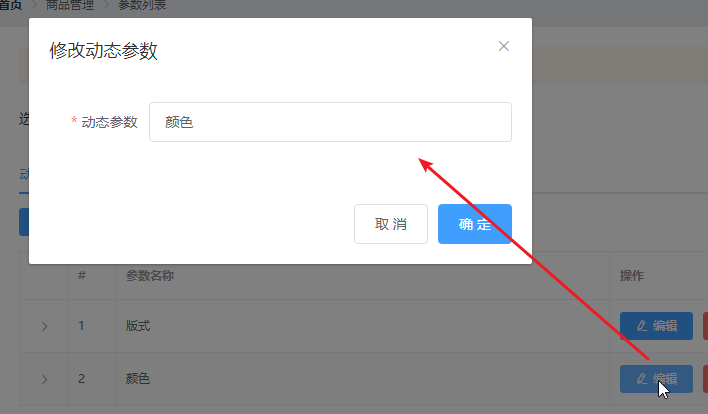 首页 商品管理 参数列表
修改动态参数
* 动态参数 颜色
取 消 确 定
# 参数名称 操作
1 版式 编辑
2 颜色 编辑